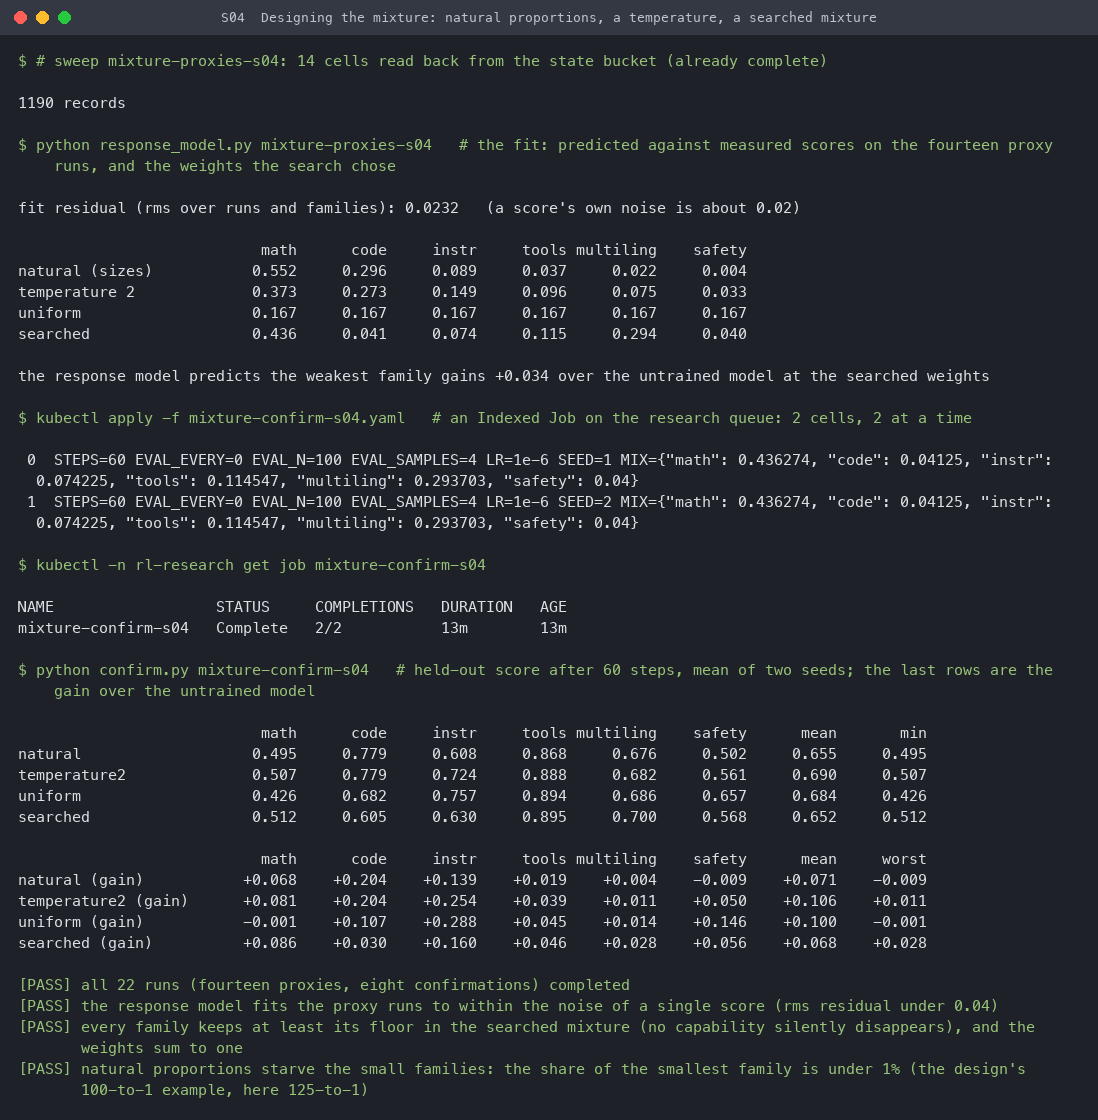 S04  Designing the mixture: natural proportions, a temperature, a searched mixture
$ # sweep mixture-proxies-s04: 14 cells read back from the state bucket (already complete)
1190 records
$ python response_model.py mixture-proxies-s04   # the fit: predicted against measured scores on the fourteen proxy
runs, and the weights the search chose
fit residual (rms over runs and families): 0.0232   (a score's own noise is about 0.02)
math      code     instr     tools multiling    safety
natural (sizes)           0.552     0.296     0.089     0.037     0.022     0.004
temperature 2             0.373     0.273     0.149     0.096     0.075     0.033
uniform                   0.167     0.167     0.167     0.167     0.167     0.167
searched                  0.436     0.041     0.074     0.115     0.294     0.040
the response model predicts the weakest family gains +0.034 over the untrained model at the searched weights
$ kubectl apply -f mixture-confirm-s04.yaml   # an Indexed Job on the research queue: 2 cells, 2 at a time
0  STEPS=60 EVAL_EVERY=0 EVAL_N=100 EVAL_SAMPLES=4 LR=1e-6 SEED=1 MIX={"math": 0.436274, "code": 0.04125, "instr":
0.074225, "tools": 0.114547, "multiling": 0.293703, "safety": 0.04}
1  STEPS=60 EVAL_EVERY=0 EVAL_N=100 EVAL_SAMPLES=4 LR=1e-6 SEED=2 MIX={"math": 0.436274, "code": 0.04125, "instr":
0.074225, "tools": 0.114547, "multiling": 0.293703, "safety": 0.04}
$ kubectl -n rl-research get job mixture-confirm-s04
NAME                  STATUS     COMPLETIONS   DURATION   AGE
mixture-confirm-s04   Complete   2/2           13m        13m
$ python confirm.py mixture-confirm-s04   # held-out score after 60 steps, mean of two seeds; the last rows are the
gain over the untrained model
math      code     instr     tools multiling    safety      mean       min
natural                   0.495     0.779     0.608     0.868     0.676     0.502     0.655     0.495
temperature2              0.507     0.779     0.724     0.888     0.682     0.561     0.690     0.507
uniform                   0.426     0.682     0.757     0.894     0.686     0.657     0.684     0.426
searched                  0.512     0.605     0.630     0.895     0.700     0.568     0.652     0.512
math      code     instr     tools multiling    safety      mean     worst
natural (gain)           +0.068    +0.204    +0.139    +0.019    +0.004    -0.009    +0.071    -0.009
temperature2 (gain)      +0.081    +0.204    +0.254    +0.039    +0.011    +0.050    +0.106    +0.011
uniform (gain)           -0.001    +0.107    +0.288    +0.045    +0.014    +0.146    +0.100    -0.001
searched (gain)          +0.086    +0.030    +0.160    +0.046    +0.028    +0.056    +0.068    +0.028
[PASS] all 22 runs (fourteen proxies, eight confirmations) completed
[PASS] the response model fits the proxy runs to within the noise of a single score (rms residual under 0.04)
[PASS] every family keeps at least its floor in the searched mixture (no capability silently disappears), and the
weights sum to one
[PASS] natural proportions starve the small families: the share of the smallest family is under 1% (the design's
100-to-1 example, here 125-to-1)